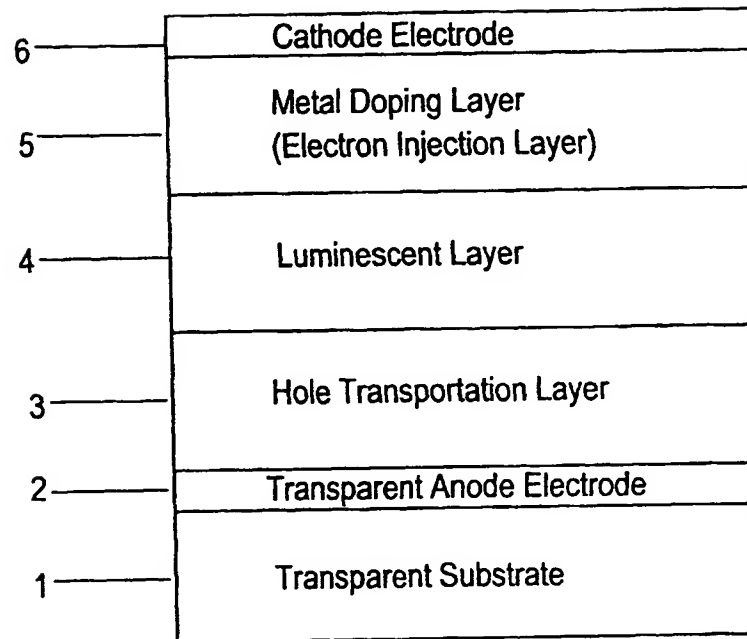 6 Cathode Electrode
5 Metal Doping Layer
(Electron Injection Layer)
4 Luminescent Layer
3 Hole Transportation Layer
2 Transparent Anode Electrode
1 Transparent Substrate